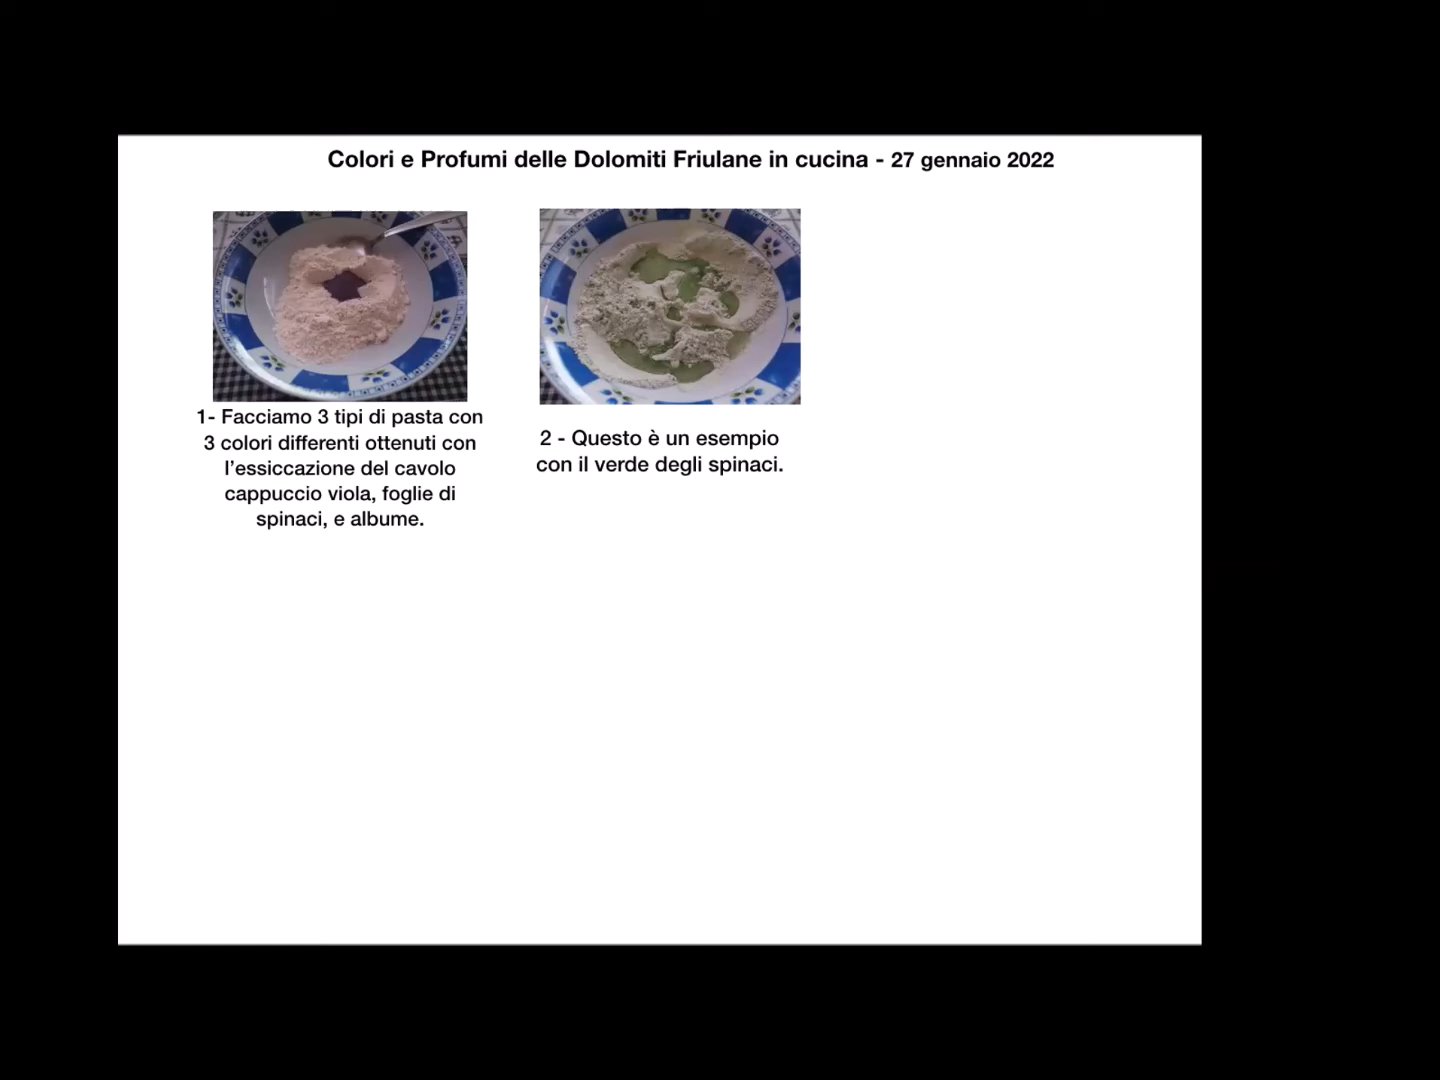 Colori e Profumi delle Dolomiti Friulane in cucina - 27 gennaio 2022
1- Facciamo 3 tipi di pasta con
3 colori differenti ottenuti con
l’essiccazione del cavolo
cappuccio viola, foglie di
spinaci, e albume.
2 - Questo è un esempio
con il verde degli spinaci.